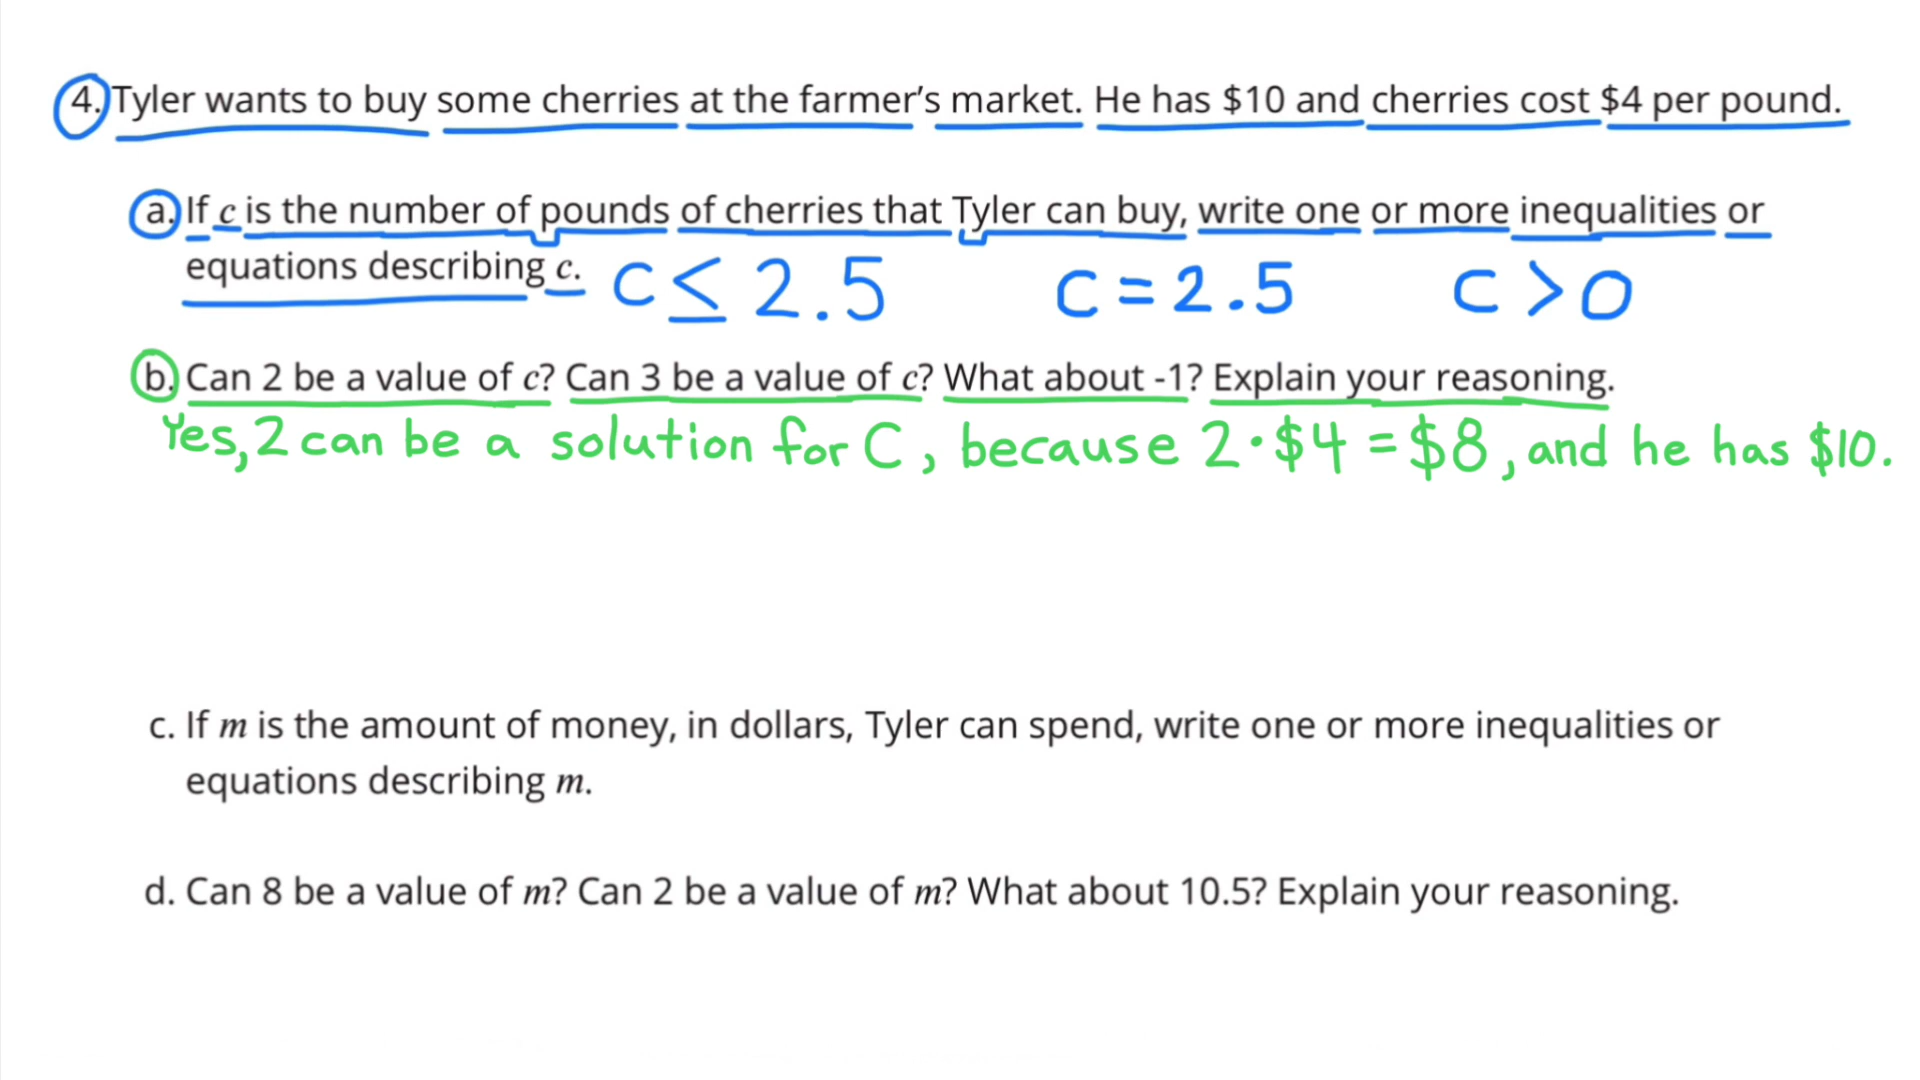 4. Tyler wants to buy some cherries at the farmer's market. He has $10 and cherries cost $4 per pound.
a. If c is the number of pounds of cherries that Tyler can buy, write one or more inequalities or
equations describing c. C ≤ 2.5 C = 2.5 C > 0
b. Can 2 be a value of c? Can 3 be a value of c? What about -1? Explain your reasoning.
Yes, 2 can be a solution for C, because 2·$4 = $8, and he has $10.
c. If m is the amount of money, in dollars, Tyler can spend, write one or more inequalities or
equations describing m.
d. Can 8 be a value of m? Can 2 be a value of m? What about 10.5? Explain your reasoning.